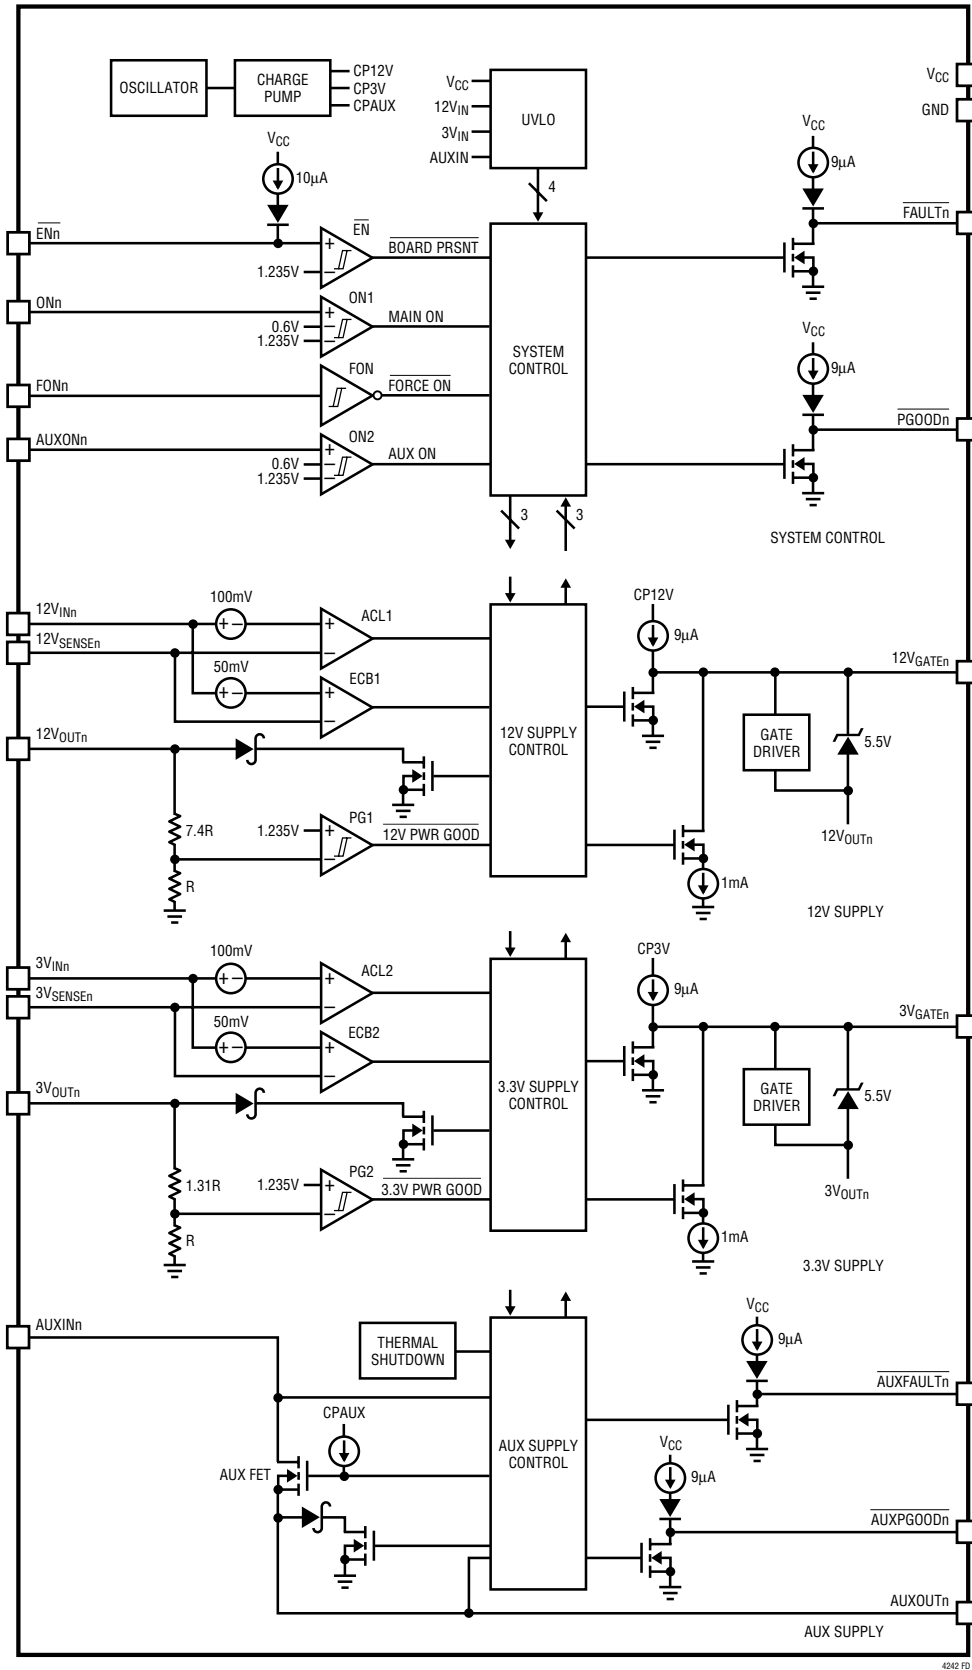 OSCILLATOR
CHARGE
PUMP
CP12V
CP3V
CPAUX
VCC
12VIN
3VIN
AUXIN
UVLO
4
VCC
GND
VCC
10µA
VCC
9µA
FAULTn
ENn
EN
+
−
1.235V
BOARD PRSNT
ONn
ON1
+
−
−
0.6V
1.235V
MAIN ON
SYSTEM
CONTROL
VCC
9µA
PGOODn
FONn
FON
FORCE ON
AUXONn
ON2
+
−
−
0.6V
1.235V
AUX ON
3
3
SYSTEM CONTROL
12VINn
100mV
+ −
ACL1
+
−
12VSENSEn
50mV
+ −
ECB1
+
−
CP12V
9µA
12VGATEn
12VOUTn
12V SUPPLY
CONTROL
GATE
DRIVER
5.5V
7.4R
R
1.235V
PG1
+
−
12V PWR GOOD
12VOUTn
1mA
12V SUPPLY
3VINn
100mV
+ −
ACL2
+
−
3VSENSEn
50mV
+ −
ECB2
+
−
CP3V
9µA
3VGATEn
3VOUTn
3.3V SUPPLY
CONTROL
GATE
DRIVER
5.5V
1.31R
R
1.235V
PG2
+
−
3.3V PWR GOOD
3VOUTn
1mA
3.3V SUPPLY
AUXINn
THERMAL
SHUTDOWN
VCC
9µA
AUXFAULTn
CPAUX
AUX FET
AUX SUPPLY
CONTROL
VCC
9µA
AUXPGOODn
AUXOUTn
AUX SUPPLY
4242 FD